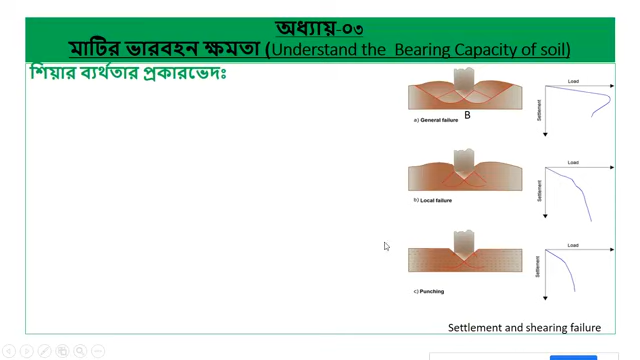 অধ্যায়-০৩
মাটির ভারবহন ক্ষমতা (Understand the Bearing Capacity of soil)
শিয়ার ব্যর্থতার প্রকারভেদঃ
Load
Settlement
B
a) General failure
Load
Settlement
b) Local failure
Load
Settlement
c) Punching
Settlement and shearing failure